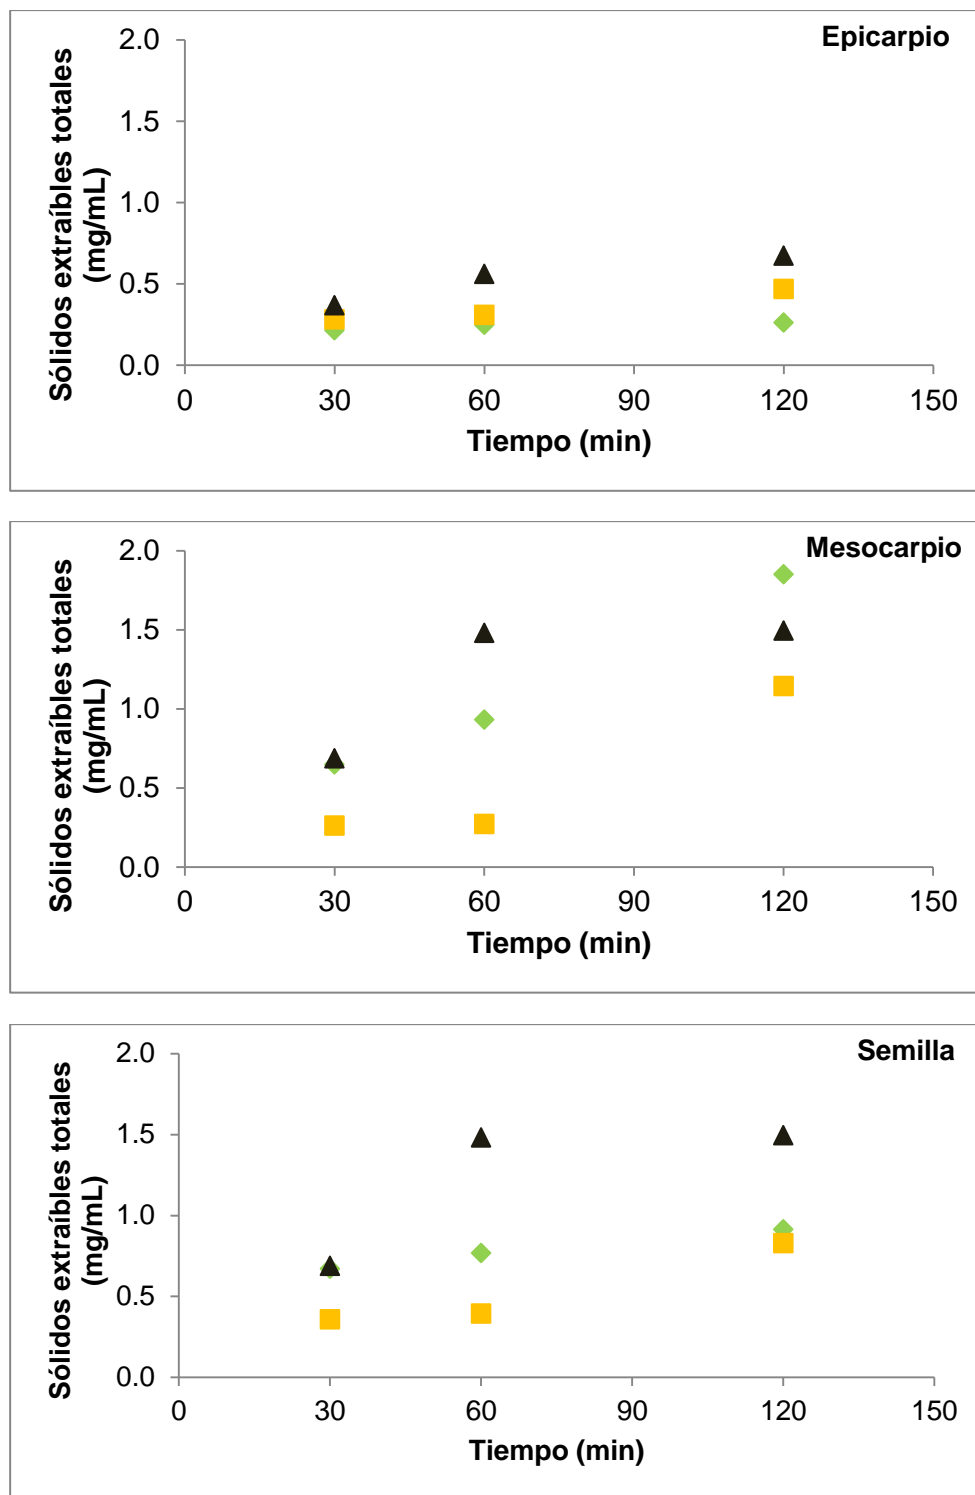 Epicarpio
Sólidos extraíbles totales
(mg/mL)
2.0
1.5
1.0
0.5
0.0
0 30 60 90 120 150
Tiempo (min)
Mesocarpio
Sólidos extraíbles totales
(mg/mL)
2.0
1.5
1.0
0.5
0.0
0 30 60 90 120 150
Tiempo (min)
Semilla
Sólidos extraíbles totales
(mg/mL)
2.0
1.5
1.0
0.5
0.0
0 30 60 90 120 150
Tiempo (min)